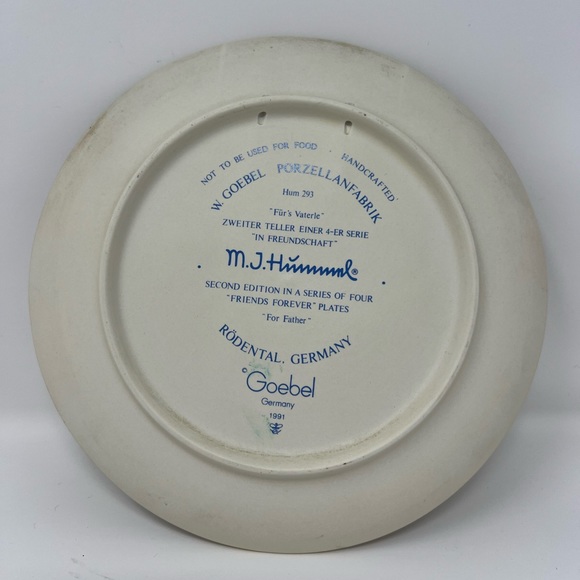 NOT TO BE USED FOR FOOD · HANDCRAFTED
W. GOEBEL PORZELLANFABRIK
Hum 293
"Für's Vaterle"
ZWEITER TELLER EINER 4-ER SERIE
"IN FREUNDSCHAFT"
M.J.Hummel®
SECOND EDITION IN A SERIES OF FOUR
"FRIENDS FOREVER" PLATES
"For Father"
RÖDENTAL, GERMANY
© Goebel
Germany
1991